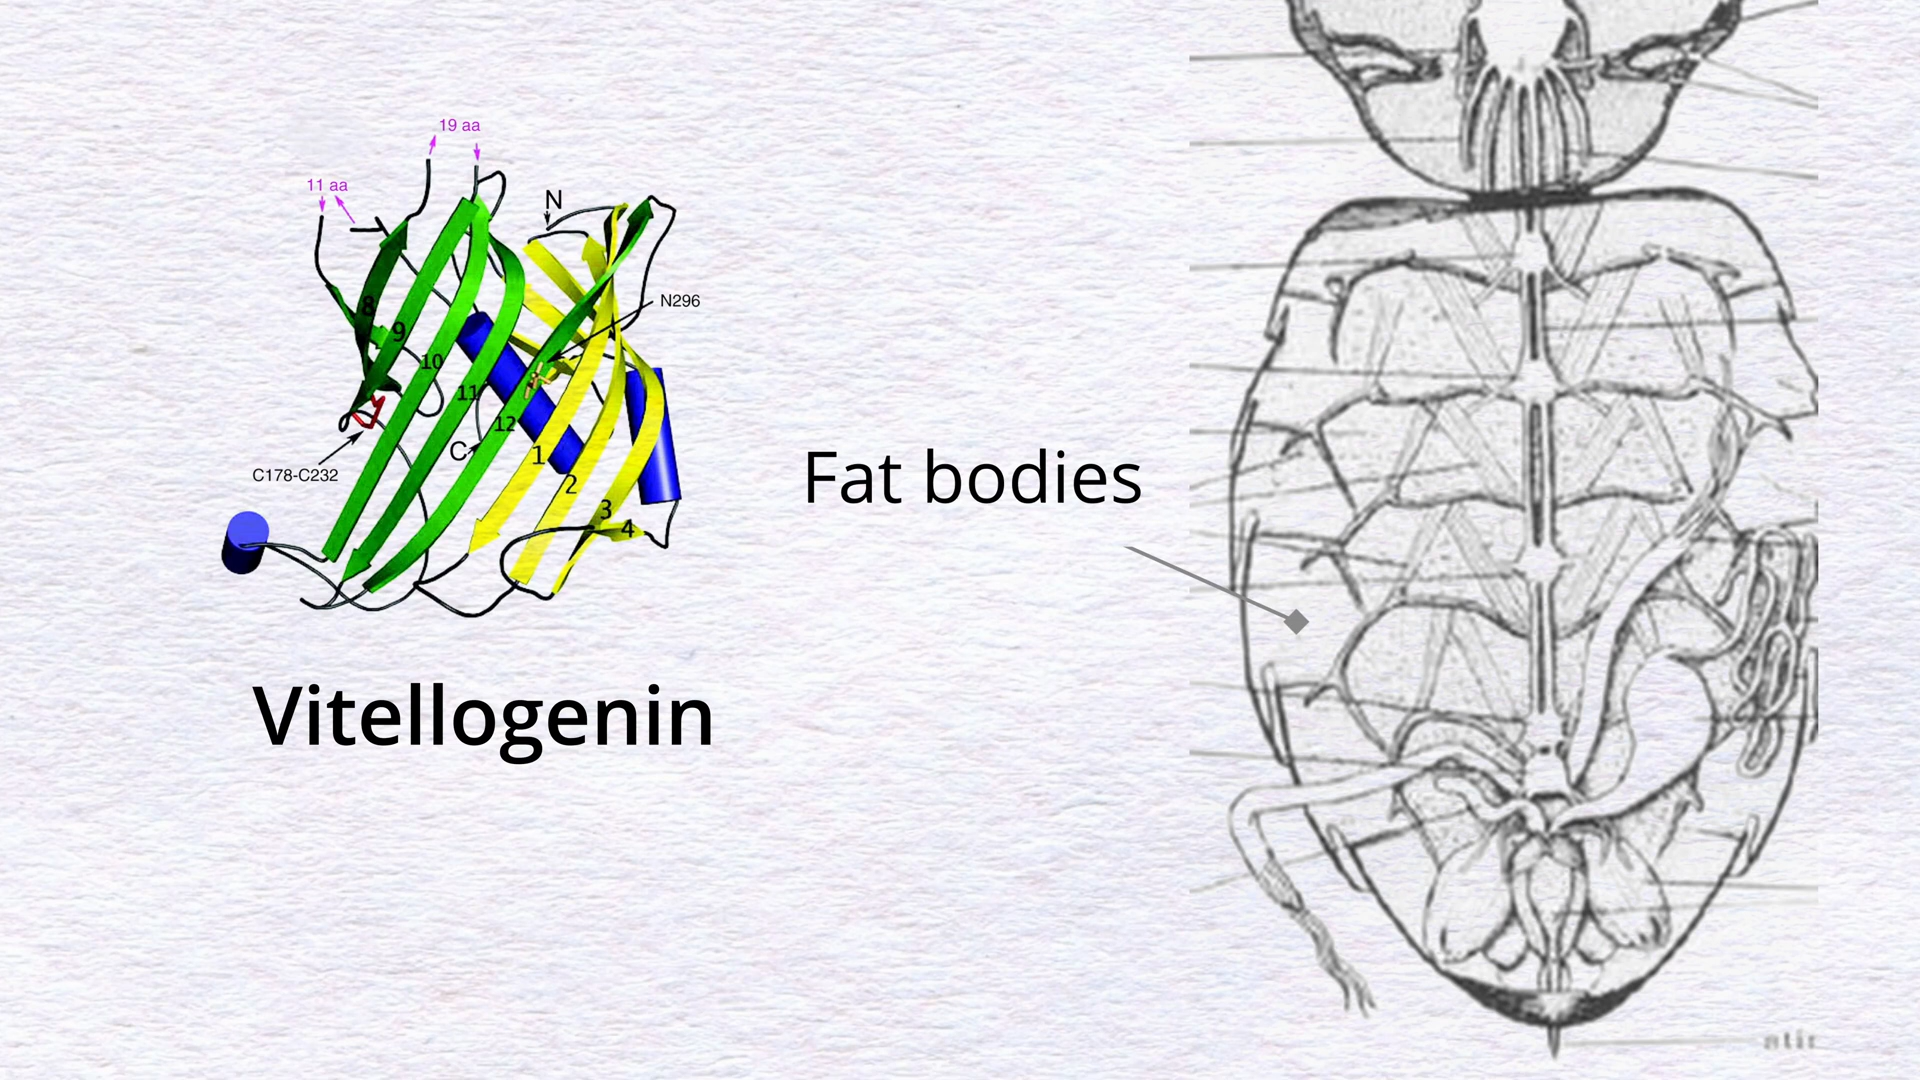 19 aa
11 aa
N
N296
8
9
10
11
12
C
1
2
3
4
C178-C232
Fat bodies
Vitellogenin